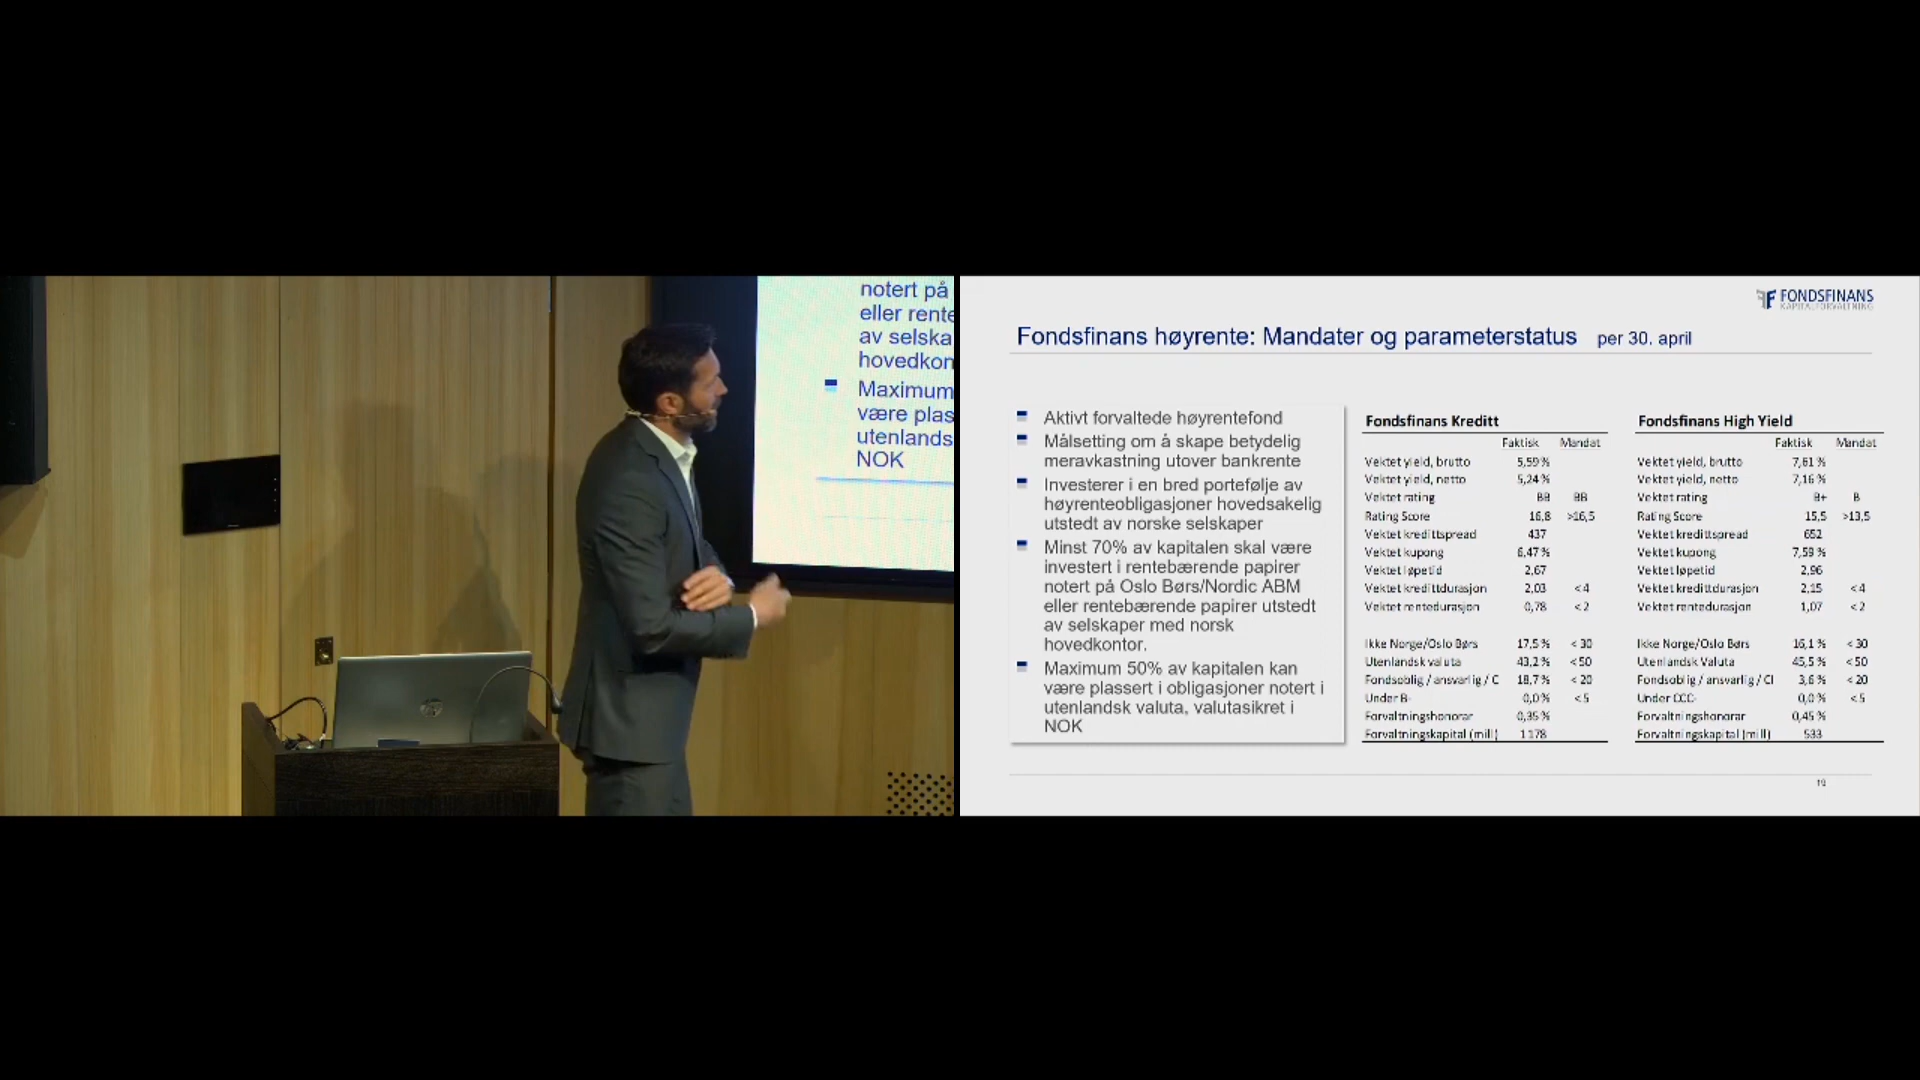 notert på
eller rente
av selska
hovedkon
Maximum
være plas
utenlands
NOK
FONDSFINANS
KAPITALFORVALTNING
Fondsfinans høyrente: Mandater og parameterstatus per 30. april
Aktivt forvaltede høyrentefond
Målsetting om å skape betydelig
meravkastning utover bankrente
Investerer i en bred portefølje av
høyrenteobligasjoner hovedsakelig
utstedt av norske selskaper
Minst 70% av kapitalen skal være
investert i rentebærende papirer
notert på Oslo Børs/Nordic ABM
eller rentebærende papirer utstedt
av selskaper med norsk
hovedkontor.
Maximum 50% av kapitalen kan
være plassert i obligasjoner notert i
utenlandsk valuta, valutasikret i
NOK
Fondsfinans Kreditt
Faktisk Mandat
Vektet yield, brutto 5,59 %
Vektet yield, netto 5,24 %
Vektet rating BB BB
Rating Score 16,8 >16,5
Vektet kredittspread 437
Vektet kupong 6,47 %
Vektet løpetid 2,67
Vektet kredittdurasjon 2,03 < 4
Vektet rentedurasjon 0,78 < 2
Ikke Norge/Oslo Børs 17,5 % < 30
Utenlandsk valuta 43,2 % < 50
Fondsoblig / ansvarlig / C 18,7 % < 20
Under B- 0,0 % < 5
Forvaltningshonorar 0,35 %
Forvaltningskapital (mill) 1 178
Fondsfinans High Yield
Faktisk Mandat
Vektet yield, brutto 7,61 %
Vektet yield, netto 7,16 %
Vektet rating B+ B
Rating Score 15,5 >13,5
Vektet kredittspread 652
Vektet kupong 7,59 %
Vektet løpetid 2,96
Vektet kredittdurasjon 2,15 < 4
Vektet rentedurasjon 1,07 < 2
Ikke Norge/Oslo Børs 16,1 % < 30
Utenlandsk Valuta 45,5 % < 50
Fondsoblig / ansvarlig / CI 3,6 % < 20
Under CCC- 0,0 % < 5
Forvaltningshonorar 0,45 %
Forvaltningskapital (mill) 533